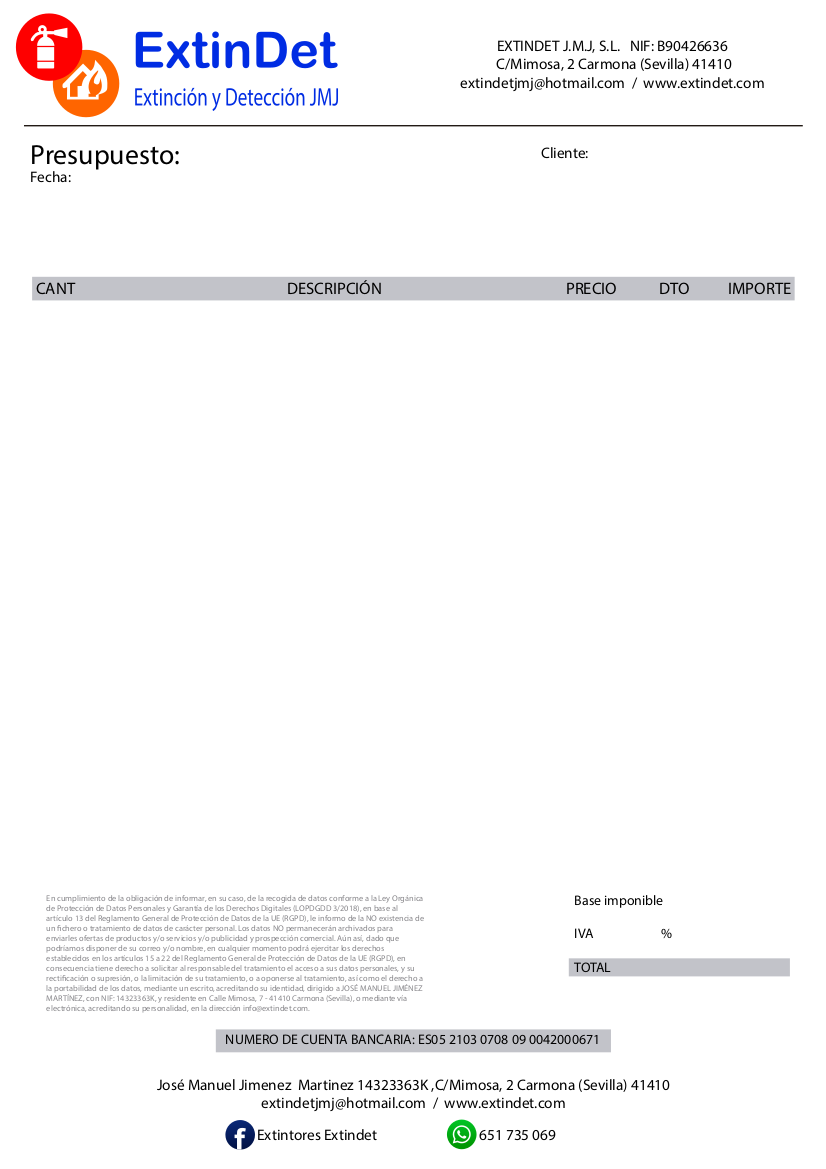 ExtinDet
Extinción y Detección JMJ
EXTINDET J.M.J, S.L. NIF: B90426636
C/Mimosa, 2 Carmona (Sevilla) 41410
extindetjmj@hotmail.com / www.extindet.com
Presupuesto:
Fecha:
Cliente:
CANT DESCRIPCIÓN PRECIO DTO IMPORTE
En cumplimiento de la obligación de informar, en su caso, de la recogida de datos conforme a la Ley Orgánica
de Protección de Datos Personales y Garantía de los Derechos Digitales (LOPDGDD 3/2018), en base al
artículo 13 del Reglamento General de Protección de Datos de la UE (RGPD), le informo de la NO existencia de
un fichero o tratamiento de datos de carácter personal. Los datos NO permanecerán archivados para
enviarles ofertas de productos y/o servicios y/o publicidad y prospección comercial. Aún así, dado que
podríamos disponer de su correo y/o nombre, en cualquier momento podrá ejercitar los derechos
establecidos en los artículos 15 a 22 del Reglamento General de Protección de Datos de la UE (RGPD), en
consecuencia tiene derecho a solicitar al responsable del tratamiento el acceso a sus datos personales, y su
rectificación o supresión, o la limitación de su tratamiento, o a oponerse al tratamiento, así como el derecho a
la portabilidad de los datos, mediante un escrito, acreditando su identidad, dirigido a JOSÉ MANUEL JIMÉNEZ
MARTÍNEZ, con NIF: 14323363K, y residente en Calle Mimosa, 7 - 41410 Carmona (Sevilla), o mediante vía
electrónica, acreditando su personalidad, en la dirección info@extindet.com.
Base imponible
IVA %
TOTAL
NUMERO DE CUENTA BANCARIA: ES05 2103 0708 09 0042000671
José Manuel Jimenez Martinez 14323363K ,C/Mimosa, 2 Carmona (Sevilla) 41410
extindetjmj@hotmail.com / www.extindet.com
Extintores Extindet
651 735 069